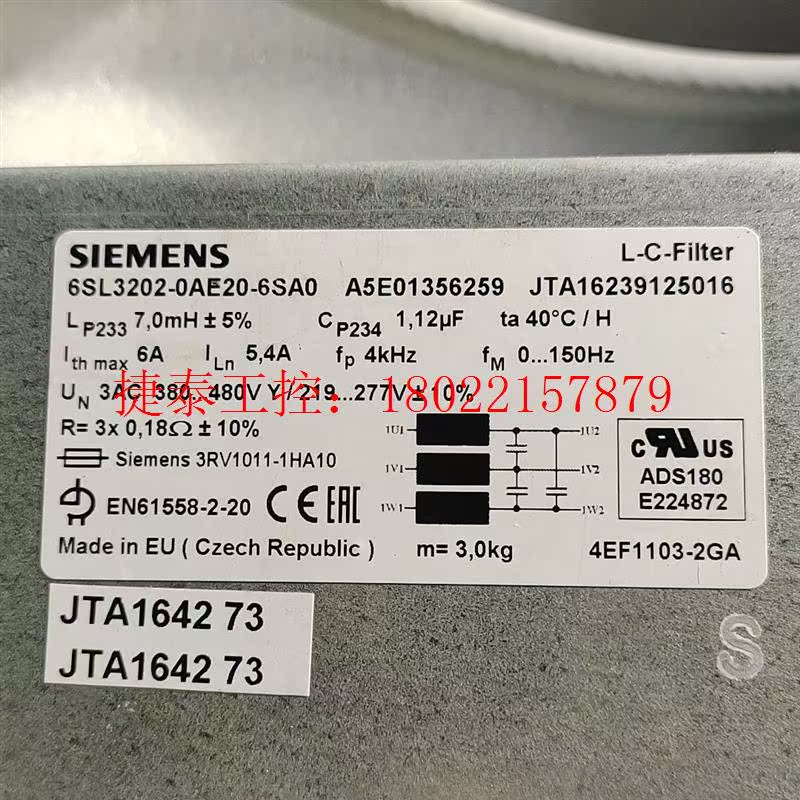 SIEMENS L-C-Filter
6SL3202-0AE20-6SA0 A5E01356259 JTA16239125016
LP233 7,0mH ± 5% CP234 1,12µF ta 40°C / H
Ith max 6A ILn 5,4A fp 4kHz fM 0...150Hz
UN 3AC 380...480V Y / 219...277V ± 10%
捷泰工控：18022157879
R= 3x 0,18Ω ± 10%
1U1 1U2
Siemens 3RV1011-1HA10
1V1 1V2
EN61558-2-20 CE EAC
1W1 1W2
c RU US
ADS180
E224872
Made in EU ( Czech Republic ) m= 3,0kg 4EF1103-2GA
JTA1642 73
JTA1642 73
S